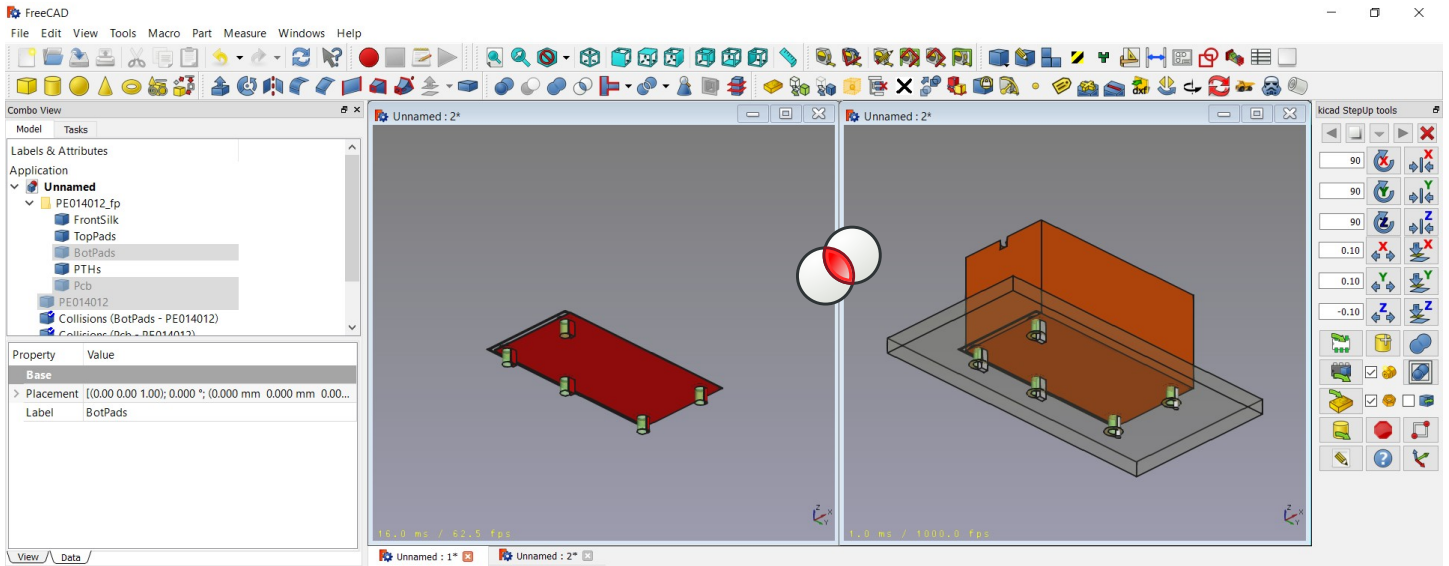 FreeCAD
File Edit View Tools Macro Part Measure Windows Help
Combo View
Model Tasks
Labels & Attributes
Application
Unnamed
PE014012_fp
FrontSilk
TopPads
BotPads
PTHs
Pcb
PE014012
Collisions (BotPads - PE014012)
Collisions (Pcb - PE014012)
Property Value
Base
Placement [(0.00 0.00 1.00); 0.000 °; (0.000 mm 0.000 mm 0.00...
Label BotPads
View Data
Unnamed : 2*
16.0 ms / 62.5 fps
Z X Y
Unnamed : 2*
1.0 ms / 1000.0 fps
Z X Y
Unnamed : 1* Unnamed : 2*
kicad StepUp tools
90 X X
90 Y Y
90 Z Z
0.10 X X
0.10 Y Y
-0.10 Z Z